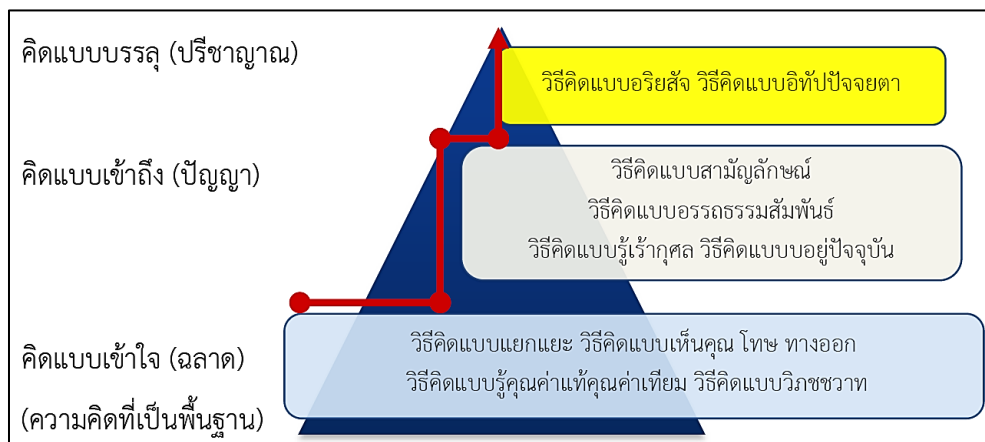 คิดแบบบรรลุ (ปรีชาญาณ)
วิธีคิดแบบอริยสัจ วิธีคิดแบบอิทัปปัจจยตา
คิดแบบเข้าถึง (ปัญญา)
วิธีคิดแบบสามัญลักษณ์
วิธีคิดแบบอรรถธรรมสัมพันธ์
วิธีคิดแบบรู้เร้ากุศล วิธีคิดแบบบอยู่ปัจจุบัน
คิดแบบเข้าใจ (ฉลาด)
(ความคิดที่เป็นพื้นฐาน)
วิธีคิดแบบแยกแยะ วิธีคิดแบบเห็นคุณ โทษ ทางออก
วิธีคิดแบบรู้คุณค่าแท้คุณค่าเทียม วิธีคิดแบบวิภชชวาท